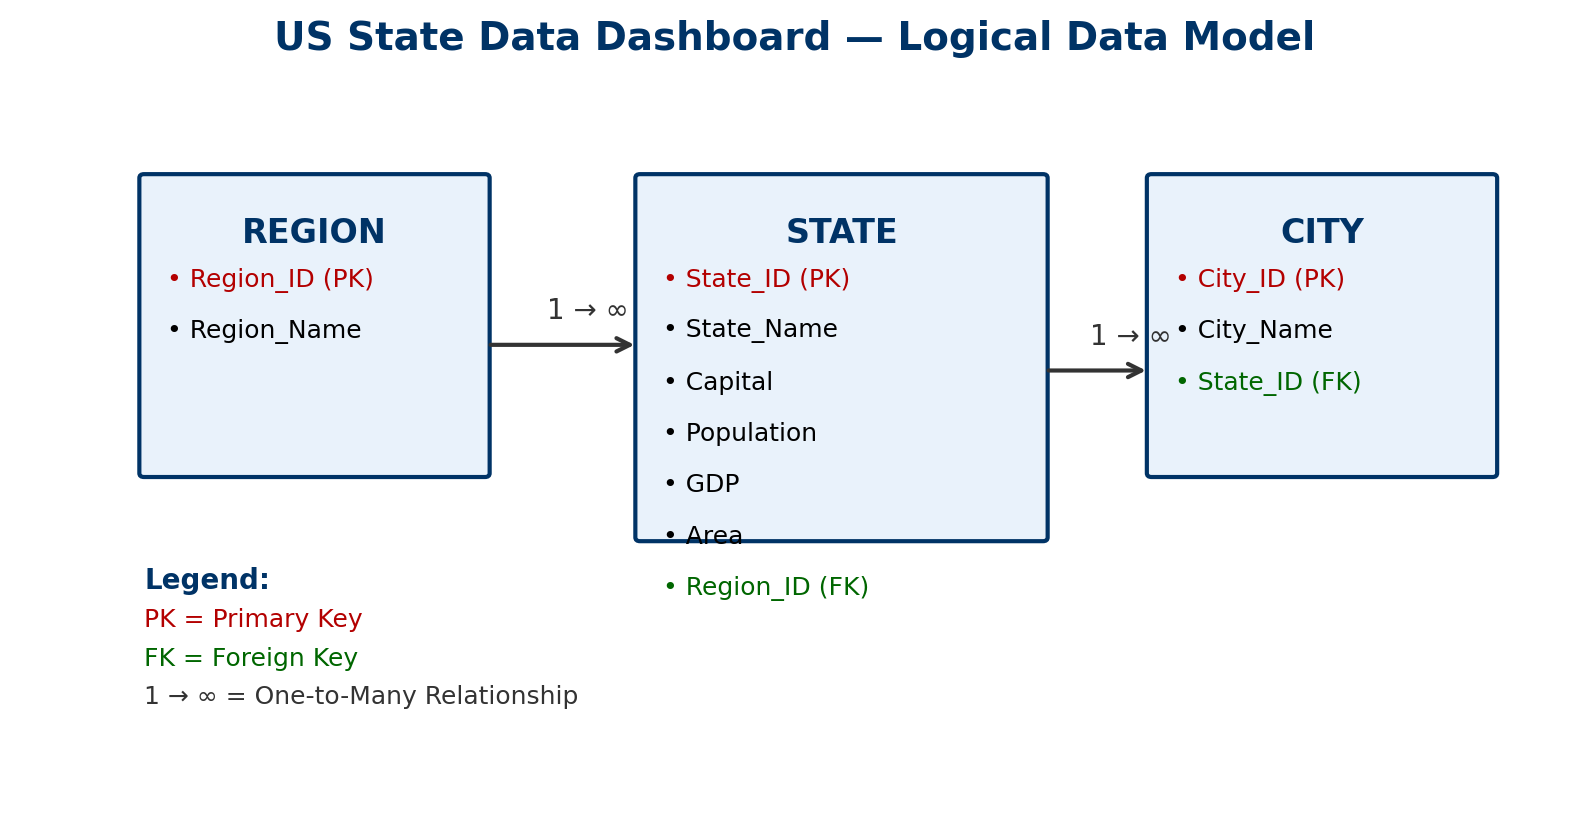 US State Data Dashboard — Logical Data Model
REGION
• Region_ID (PK)
• Region_Name
1 → ∞
STATE
• State_ID (PK)
• State_Name
• Capital
• Population
• GDP
• Area
• Region_ID (FK)
1 → ∞
CITY
• City_ID (PK)
• City_Name
• State_ID (FK)
Legend:
PK = Primary Key
FK = Foreign Key
1 → ∞ = One-to-Many Relationship